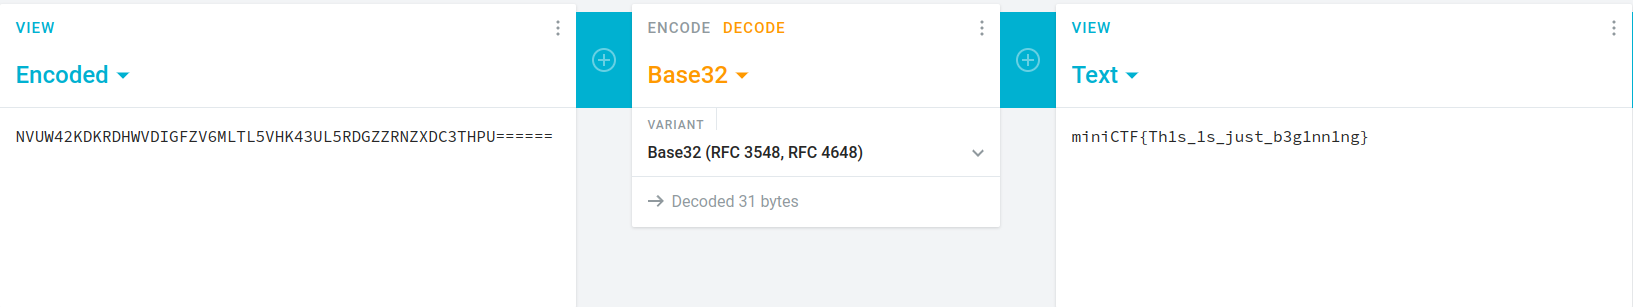 VIEW
Encoded
NVUW42KDKRDHWVDIGFZV6MLTL5VHK43UL5RDGZZRNZXDC3THPU======
ENCODE DECODE
Base32
VARIANT
Base32 (RFC 3548, RFC 4648)
→ Decoded 31 bytes
VIEW
Text
miniCTF{Th1s_1s_just_b3g1nn1ng}